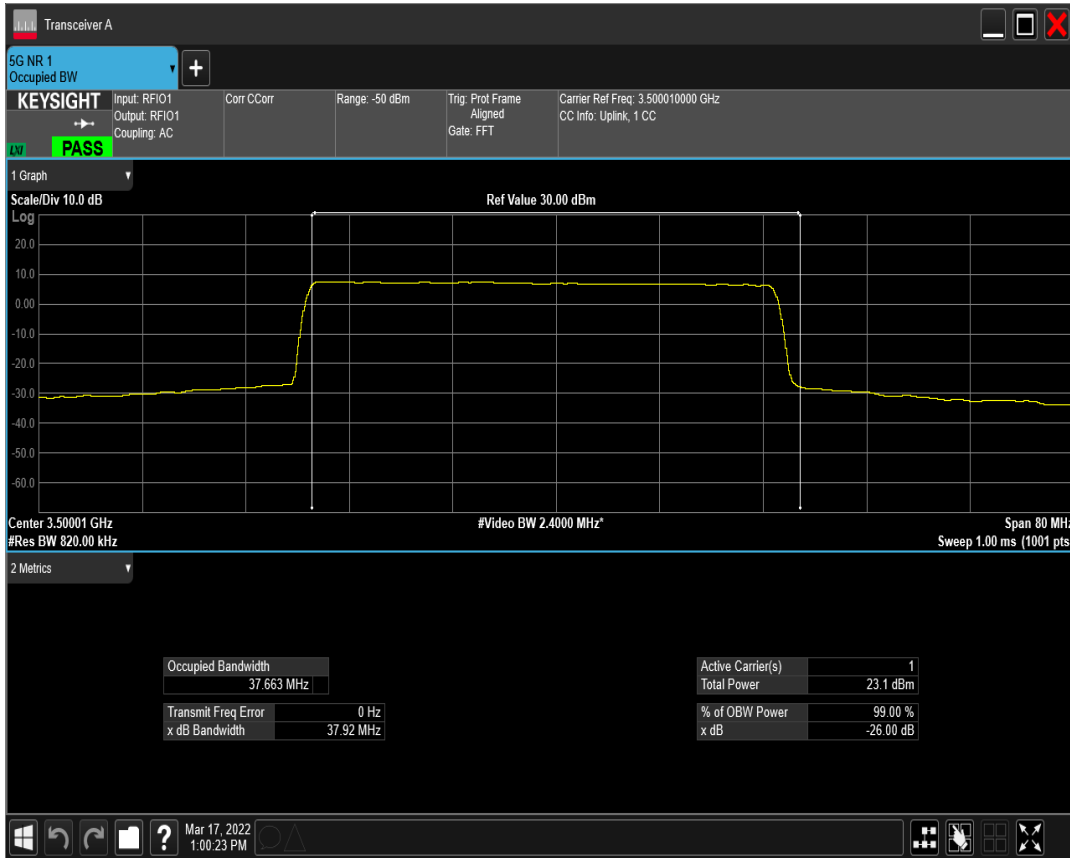 Transceiver A
5G NR 1
Occupied BW
KEYSIGHT
LXI
PASS
Input: RFIO1
Output: RFIO1
Coupling: AC
Corr CCorr
Range: -50 dBm
Trig: Prot Frame
Aligned
Gate: FFT
Carrier Ref Freq: 3.500010000 GHz
CC Info: Uplink, 1 CC
1 Graph
Scale/Div 10.0 dB
Ref Value 30.00 dBm
Log
20.0
10.0
0.00
-10.0
-20.0
-30.0
-40.0
-50.0
-60.0
Center 3.50001 GHz
#Video BW 2.4000 MHz*
Span 80 MHz
#Res BW 820.00 kHz
Sweep 1.00 ms (1001 pts
2 Metrics
Occupied Bandwidth
37.663 MHz
Transmit Freq Error 0 Hz
x dB Bandwidth 37.92 MHz
Active Carrier(s) 1
Total Power 23.1 dBm
% of OBW Power 99.00 %
x dB -26.00 dB
?
Mar 17, 2022
1:00:23 PM